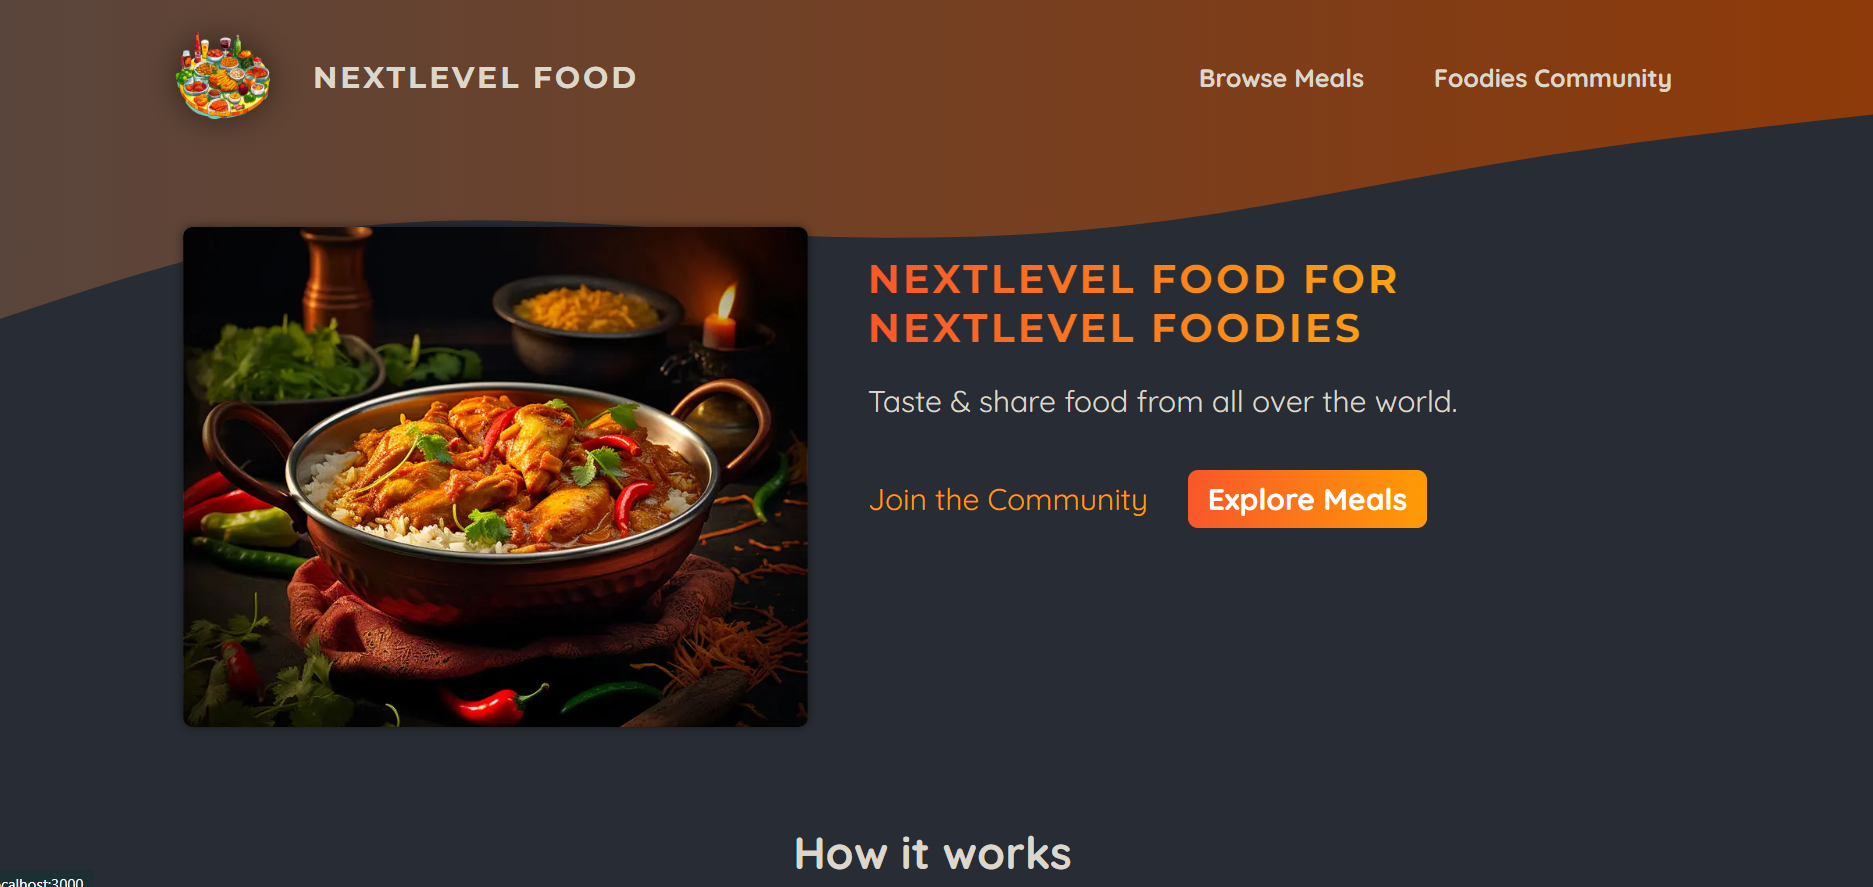 NEXTLEVEL FOOD
Browse Meals
Foodies Community
NEXTLEVEL FOOD FOR
NEXTLEVEL FOODIES
Taste & share food from all over the world.
Join the Community
Explore Meals
How it works
calhost:3000